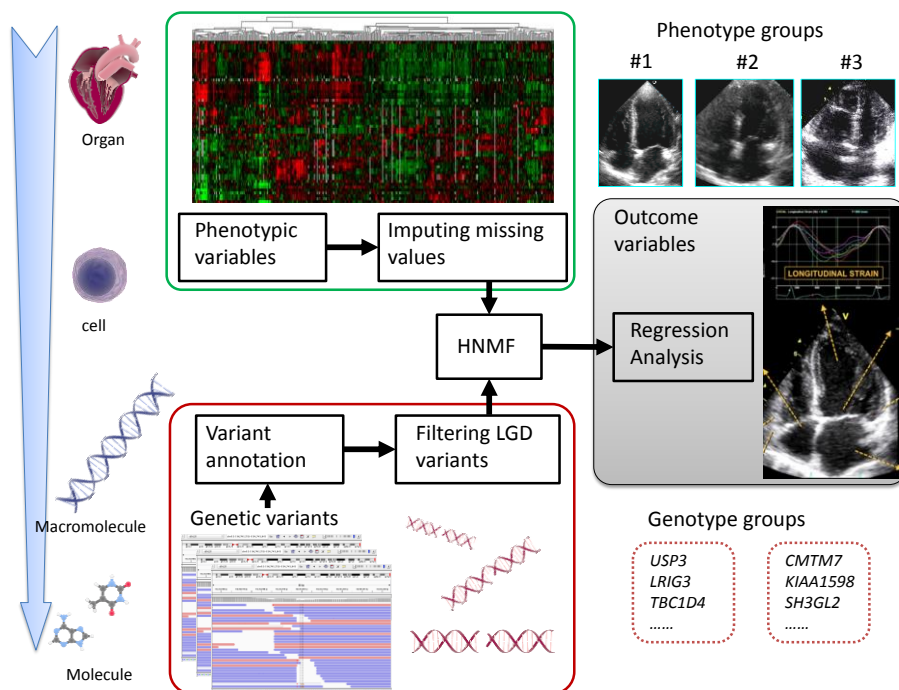 Organ
cell
Macromolecule
Molecule
Phenotypic
variables
Imputing missing
values
HNMF
Variant
annotation
Filtering LGD
variants
Genetic variants
Phenotype groups
#1
#2
#3
Outcome
variables
LONGITUDINAL STRAIN
V
Regression
Analysis
Genotype groups
USP3
LRIG3
TBC1D4
......
CMTM7
KIAA1598
SH3GL2
......